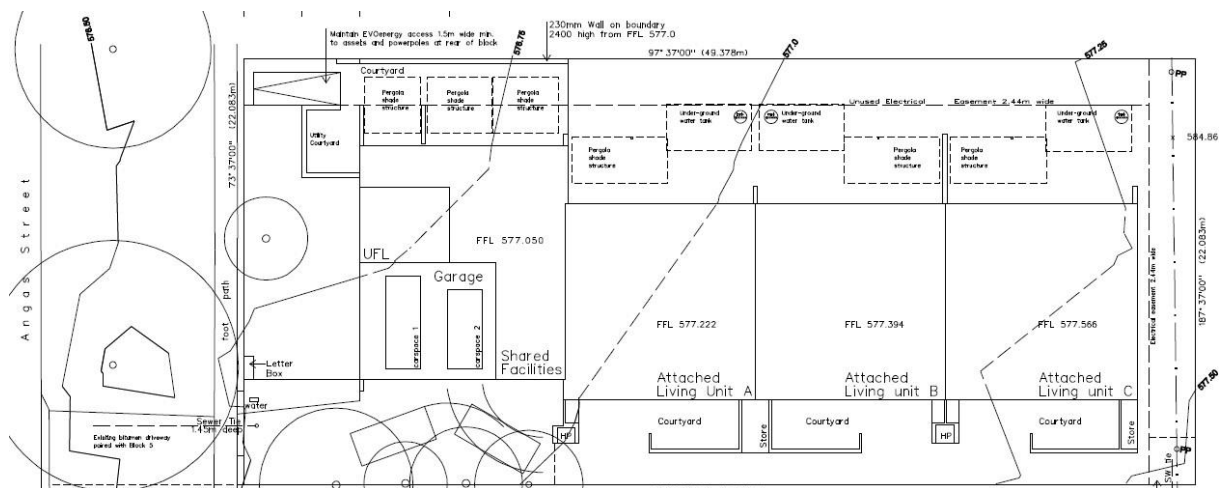 576.50
Maintain EVOenergy access 1.5m wide min.
to assets and powerpoles at rear of block
576.75
230mm Wall on boundary
2400 high from FFL 577.0
97°37'00" (49.378m)
577.0
577.25
PP
Courtyard
Pergola
shade
structure
Pergola
shade
structure
Pergola
shade
structure
Unused Electrical Easement 2.44m wide
Under-ground
water tank
Under-ground
water tank
Under-ground
water tank
Utility
Courtyard
584.86
Pergola
shade
structure
Pergola
shade
structure
Pergola
shade
structure
73°37'00" (22.083m)
Angas Street
foot path
UFL
FFL 577.050
Garage
carspace 1
carspace 2
Shared
Facilities
FFL 577.222
FFL 577.394
FFL 577.566
Electrical easement 2.44m wide
187°37'00" (22.083m)
577.50
Letter
Box
Attached
Living unit A
Attached
Living unit B
Attached
Living unit C
water
Sewer Tie
1.45m deep
Existing bitumen driveway
paired with Block 5
HP
Courtyard
Store
Courtyard
HP
Courtyard
Store
PP
SW tie